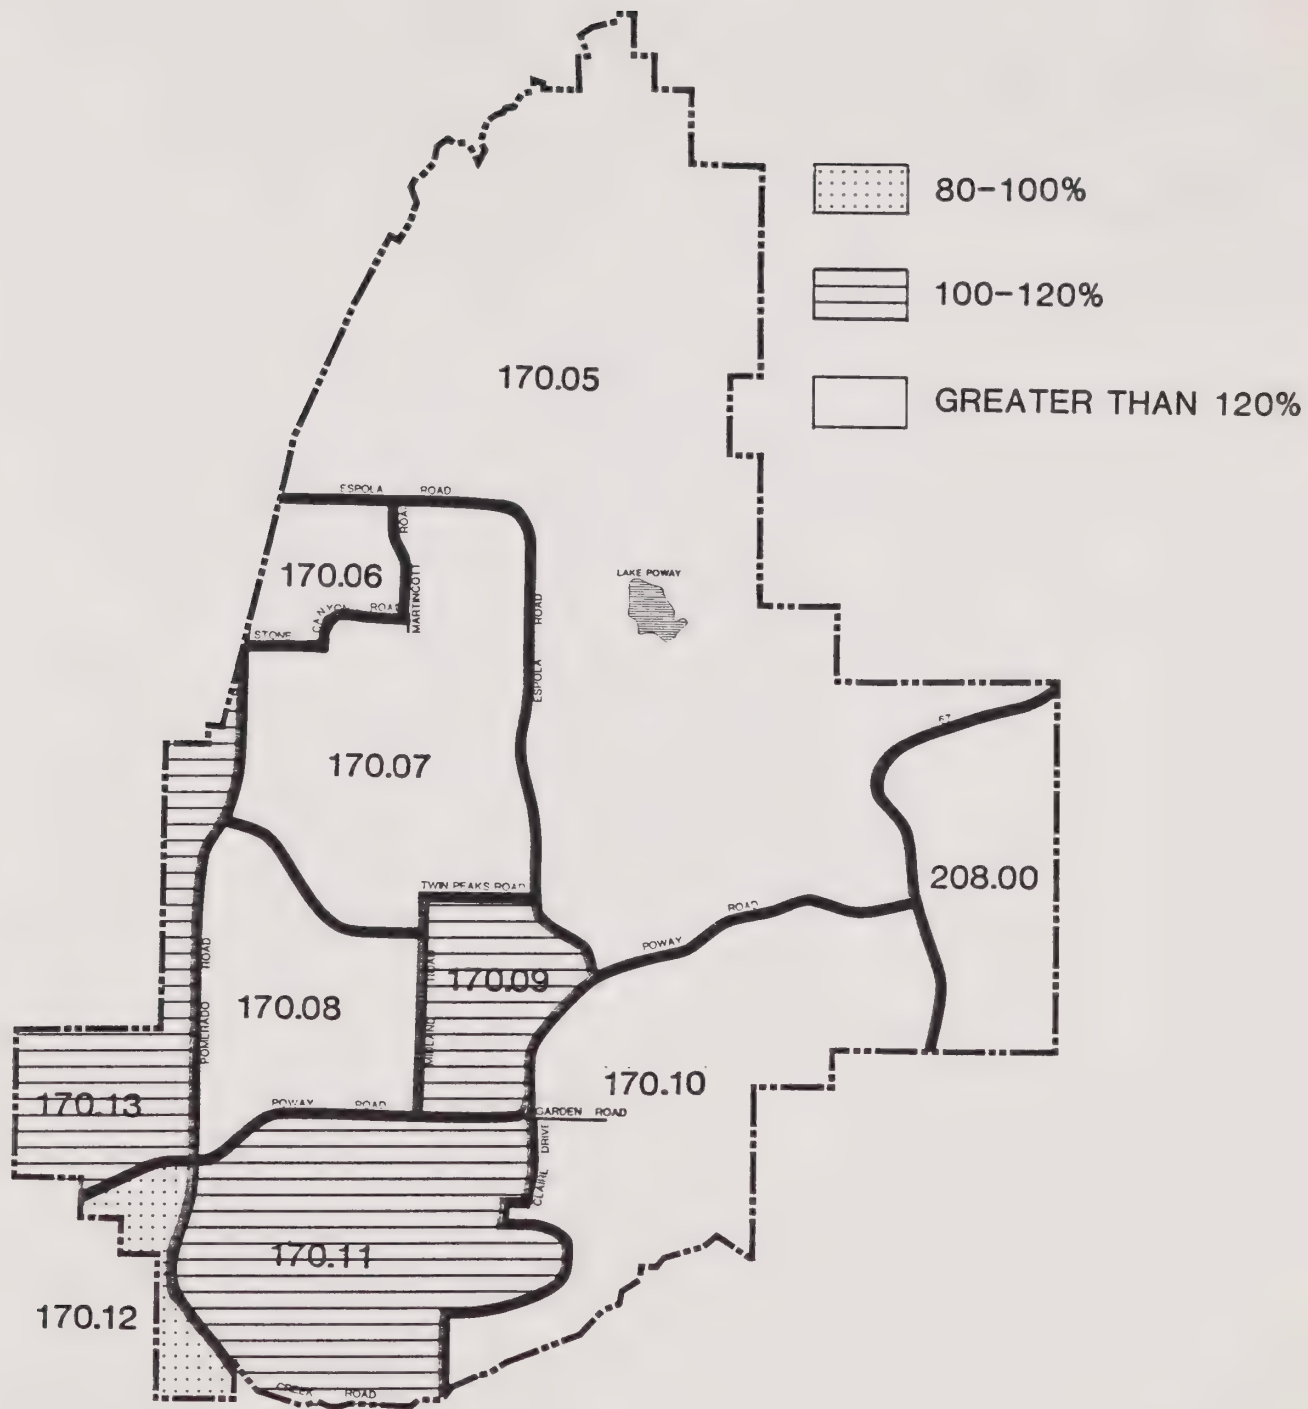 80-100%
100-120%
GREATER THAN 120%
170.05
ESPOLA ROAD
ROAD
170.06
LAKE POWAY
MARTINCOTT
CANYON ROAD
STONE
ESPOLA ROAD
67
170.07
208.00
TWIN PEAKS ROAD
POWAY ROAD
170.09
170.08
POMERADO ROAD
MIDLAND ROAD
170.10
170.13
POWAY ROAD
GARDEN ROAD
CLAIRE DRIVE
170.11
170.12
CREEK ROAD